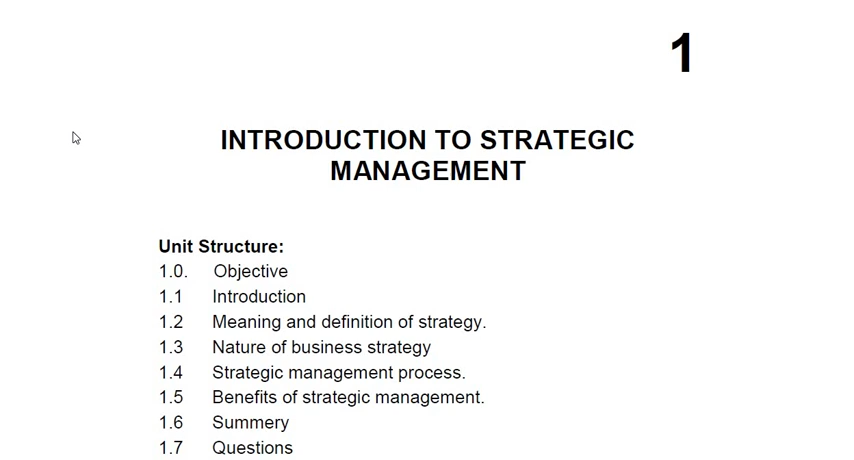 1
INTRODUCTION TO STRATEGIC
MANAGEMENT
Unit Structure:
1.0. Objective
1.1 Introduction
1.2 Meaning and definition of strategy.
1.3 Nature of business strategy
1.4 Strategic management process.
1.5 Benefits of strategic management.
1.6 Summery
1.7 Questions